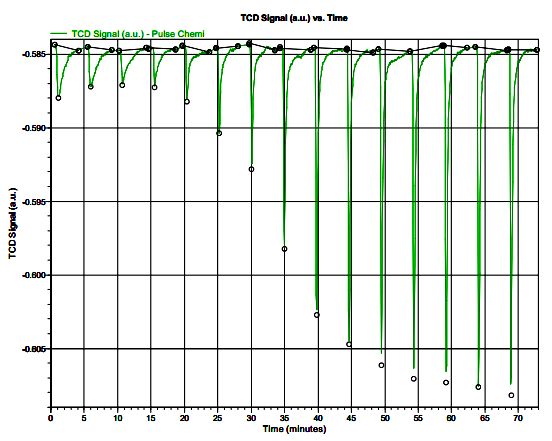 TCD Signal (a.u.) vs. Time
TCD Signal (a.u.) - Pulse Chemi
-0.585
-0.590
-0.595
-0.600
-0.605
TCD Signal (a.u.)
0 5 10 15 20 25 30 35 40 45 50 55 60 65 70
Time (minutes)